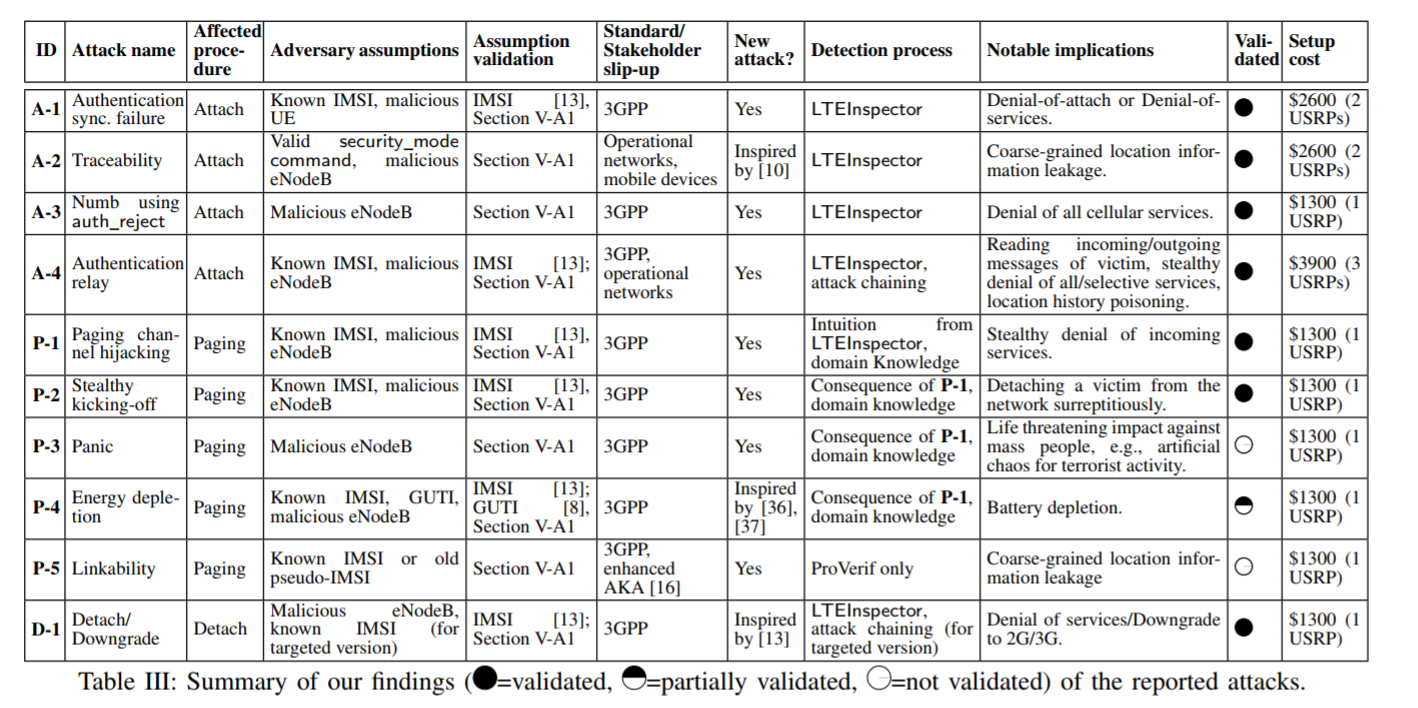 ID | Attack name | Affected proce- dure | Adversary assumptions | Assumption validation | Standard/ Stakeholder slip-up | New attack? | Detection process | Notable implications | Vali- dated | Setup cost
A-1 | Authentication sync. failure | Attach | Known IMSI, malicious UE | IMSI [13], Section V-A1 | 3GPP | Yes | LTEInspector | Denial-of-attach or Denial-of- services. | ● | $2600 (2 USRPs)
A-2 | Traceability | Attach | Valid security_mode command, malicious eNodeB | Section V-A1 | Operational networks, mobile devices | Inspired by [10] | LTEInspector | Coarse-grained location infor- mation leakage. | ● | $2600 (2 USRPs)
A-3 | Numb using auth_reject | Attach | Malicious eNodeB | Section V-A1 | 3GPP | Yes | LTEInspector | Denial of all cellular services. | ● | $1300 (1 USRP)
A-4 | Authentication relay | Attach | Known IMSI, malicious eNodeB | IMSI [13]; Section V-A1 | 3GPP, operational networks | Yes | LTEInspector, attack chaining | Reading incoming/outgoing messages of victim, stealthy denial of all/selective services, location history poisoning. | ● | $3900 (3 USRPs)
P-1 | Paging chan- nel hijacking | Paging | Known IMSI, malicious eNodeB | IMSI [13], Section V-A1 | 3GPP | Yes | Intuition from LTEInspector, domain Knowledge | Stealthy denial of incoming services. | ● | $1300 (1 USRP)
P-2 | Stealthy kicking-off | Paging | Known IMSI, malicious eNodeB | IMSI [13], Section V-A1 | 3GPP | Yes | Consequence of P-1, domain knowledge | Detaching a victim from the network surreptitiously. | ● | $1300 (1 USRP)
P-3 | Panic | Paging | Malicious eNodeB | Section V-A1 | 3GPP | Yes | Consequence of P-1, domain knowledge | Life threatening impact against mass people, e.g., artificial chaos for terrorist activity. | ○ | $1300 (1 USRP)
P-4 | Energy deple- tion | Paging | Known IMSI, GUTI, malicious eNodeB | IMSI [13]; GUTI [8], Section V-A1 | 3GPP | Inspired by [36], [37] | Consequence of P-1, domain knowledge | Battery depletion. | ◓ | $1300 (1 USRP)
P-5 | Linkability | Paging | Known IMSI or old pseudo-IMSI | Section V-A1 | 3GPP, enhanced AKA [16] | Yes | ProVerif only | Coarse-grained location infor- mation leakage | ○ | $1300 (1 USRP)
D-1 | Detach/ Downgrade | Detach | Malicious eNodeB, known IMSI (for targeted version) | IMSI [13]; Section V-A1 | 3GPP | Inspired by [13] | LTEInspector, attack chaining (for targeted version) | Denial of services/Downgrade to 2G/3G. | ● | $1300 (1 USRP)
Table III: Summary of our findings (●=validated, ◓=partially validated, ○=not validated) of the reported attacks.